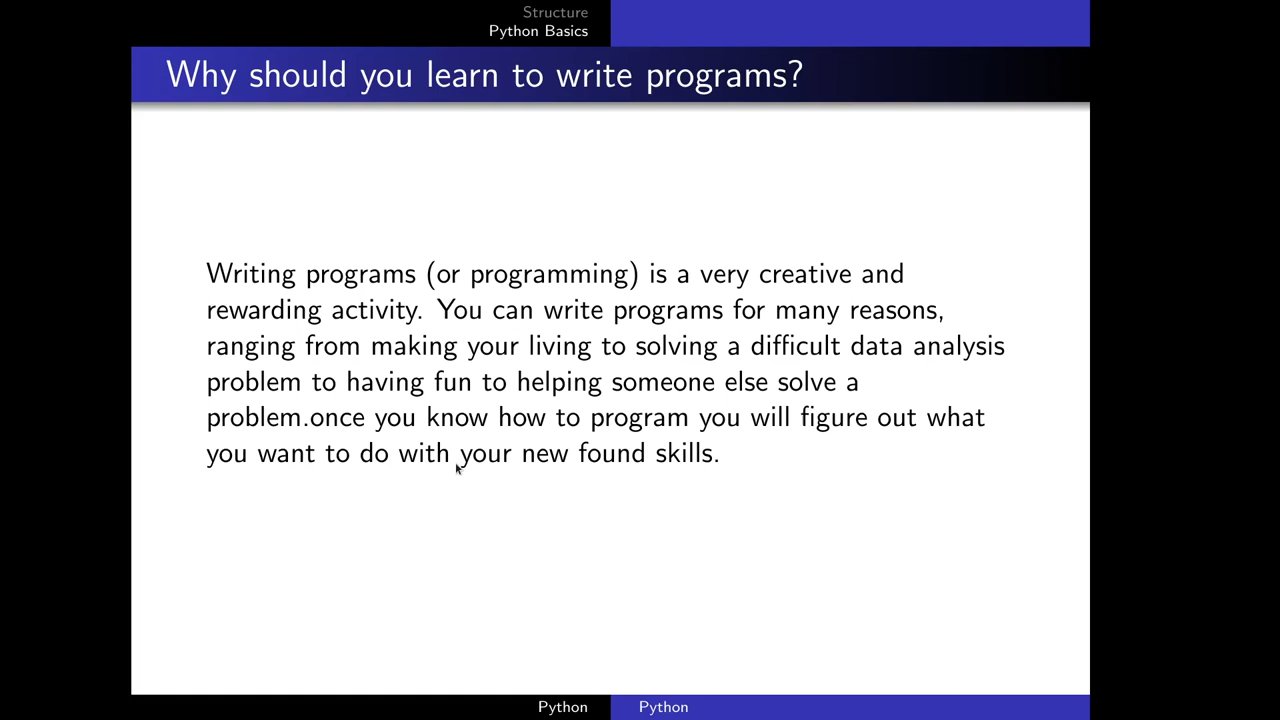 Structure
Python Basics
Why should you learn to write programs?
Writing programs (or programming) is a very creative and
rewarding activity. You can write programs for many reasons,
ranging from making your living to solving a difficult data analysis
problem to having fun to helping someone else solve a
problem.once you know how to program you will figure out what
you want to do with your new found skills.
Python Python